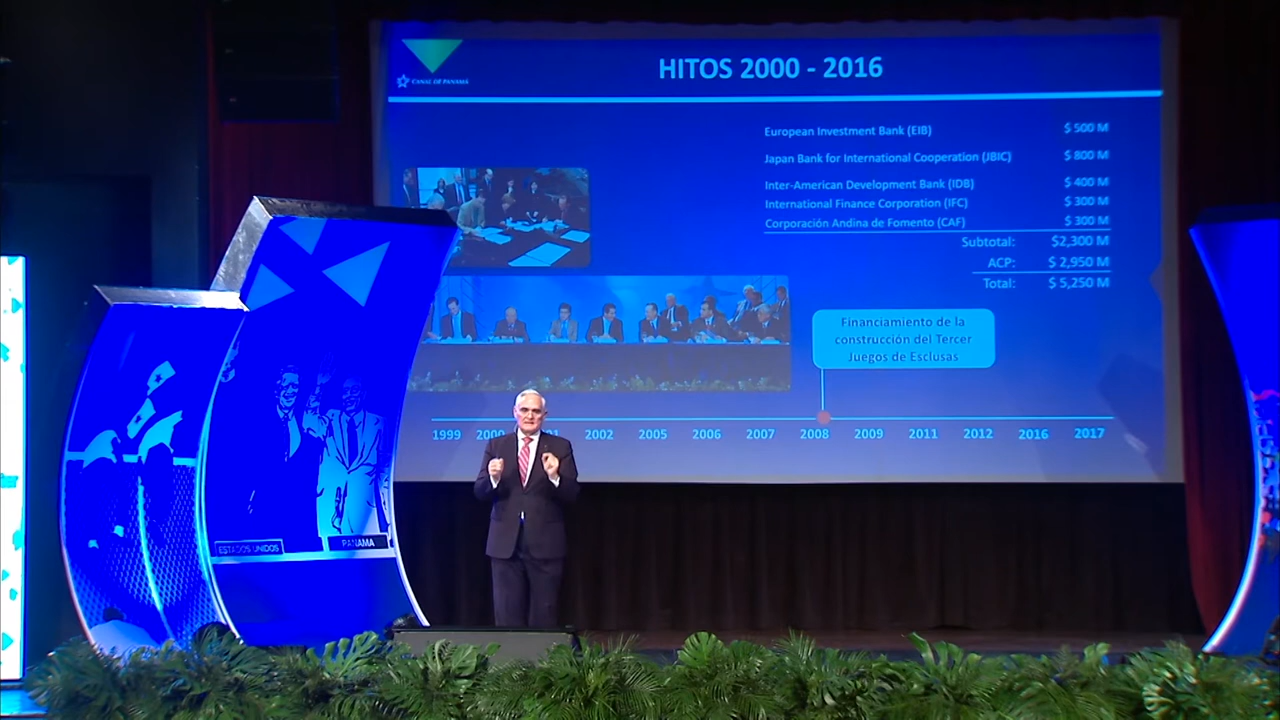 CANAL DE PANAMÁ
HITOS 2000 - 2016
European Investment Bank (EIB) $ 500 M
Japan Bank for International Cooperation (JBIC) $ 800 M
Inter-American Development Bank (IDB) $ 400 M
International Finance Corporation (IFC) $ 300 M
Corporación Andina de Fomento (CAF) $ 300 M
Subtotal: $2,300 M
ACP: $ 2,950 M
Total: $ 5,250 M
Financiamiento de la
construcción del Tercer
Juegos de Esclusas
1999 2000 2002 2005 2006 2007 2008 2009 2011 2012 2016 2017
ESTADOS UNIDOS
PANAMA